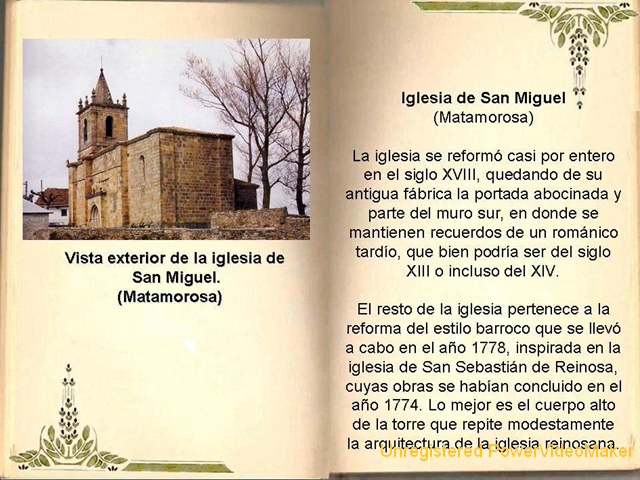 Vista exterior de la iglesia de
San Miguel.
(Matamorosa)
Iglesia de San Miguel
(Matamorosa)
La iglesia se reformó casi por entero
en el siglo XVIII, quedando de su
antigua fábrica la portada abocinada y
parte del muro sur, en donde se
mantienen recuerdos de un románico
tardío, que bien podría ser del siglo
XIII o incluso del XIV.
El resto de la iglesia pertenece a la
reforma del estilo barroco que se llevó
a cabo en el año 1778, inspirada en la
iglesia de San Sebastián de Reinosa,
cuyas obras se habían concluido en el
año 1774. Lo mejor es el cuerpo alto
de la torre que repite modestamente
la arquitectura de la iglesia reinosana.
Unregistered PowerVideoMaker